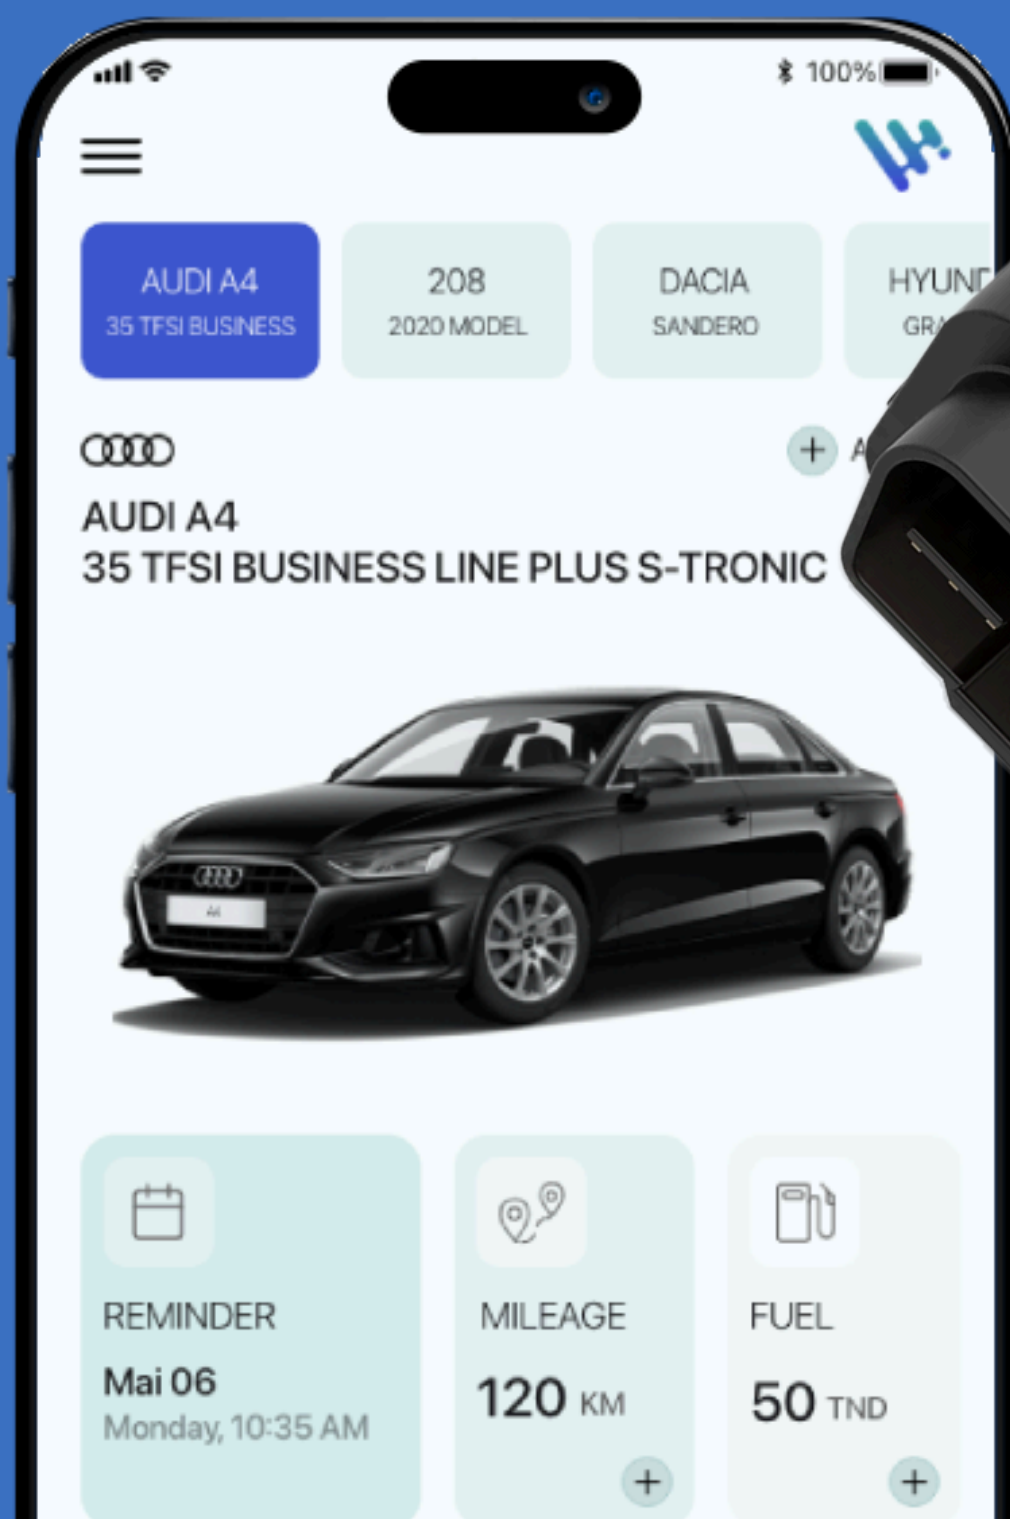 100%
AUDI A4
35 TFSI BUSINESS
208
2020 MODEL
DACIA
SANDERO
AUDI A4
35 TFSI BUSINESS LINE PLUS S-TRONIC
A4
REMINDER
Mai 06
Monday, 10:35 AM
MILEAGE
120 KM
FUEL
50 TND